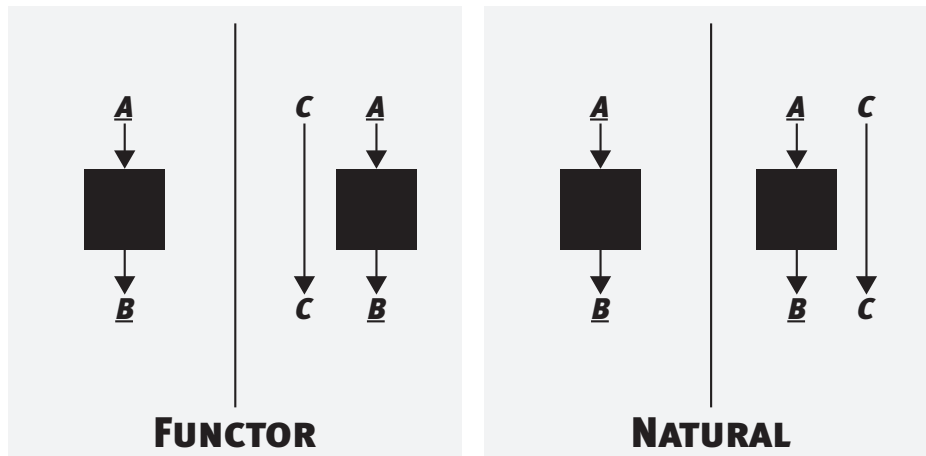 A C A
B C B
FUNCTOR
A A C
B B C
NATURAL